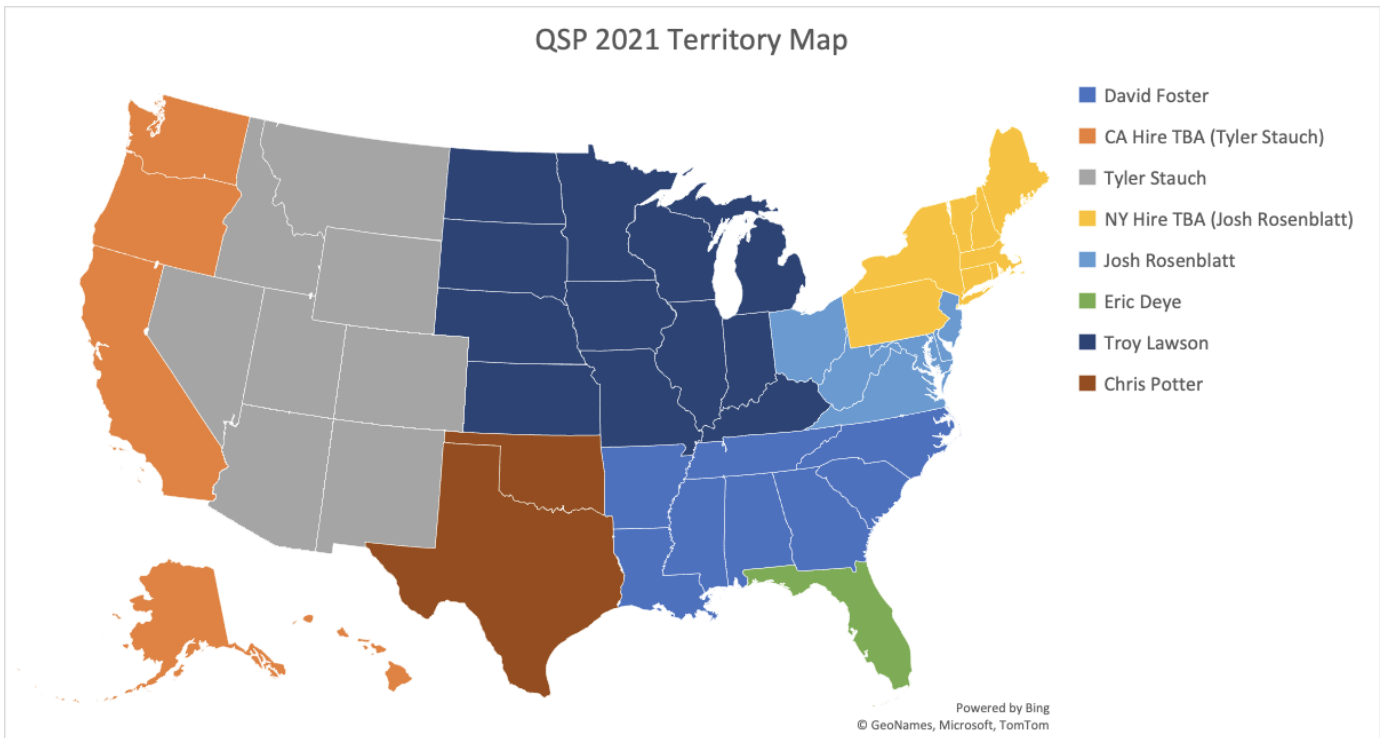 QSP 2021 Territory Map
David Foster
CA Hire TBA (Tyler Stauch)
Tyler Stauch
NY Hire TBA (Josh Rosenblatt)
Josh Rosenblatt
Eric Deye
Troy Lawson
Chris Potter
Powered by Bing
© GeoNames, Microsoft, TomTom